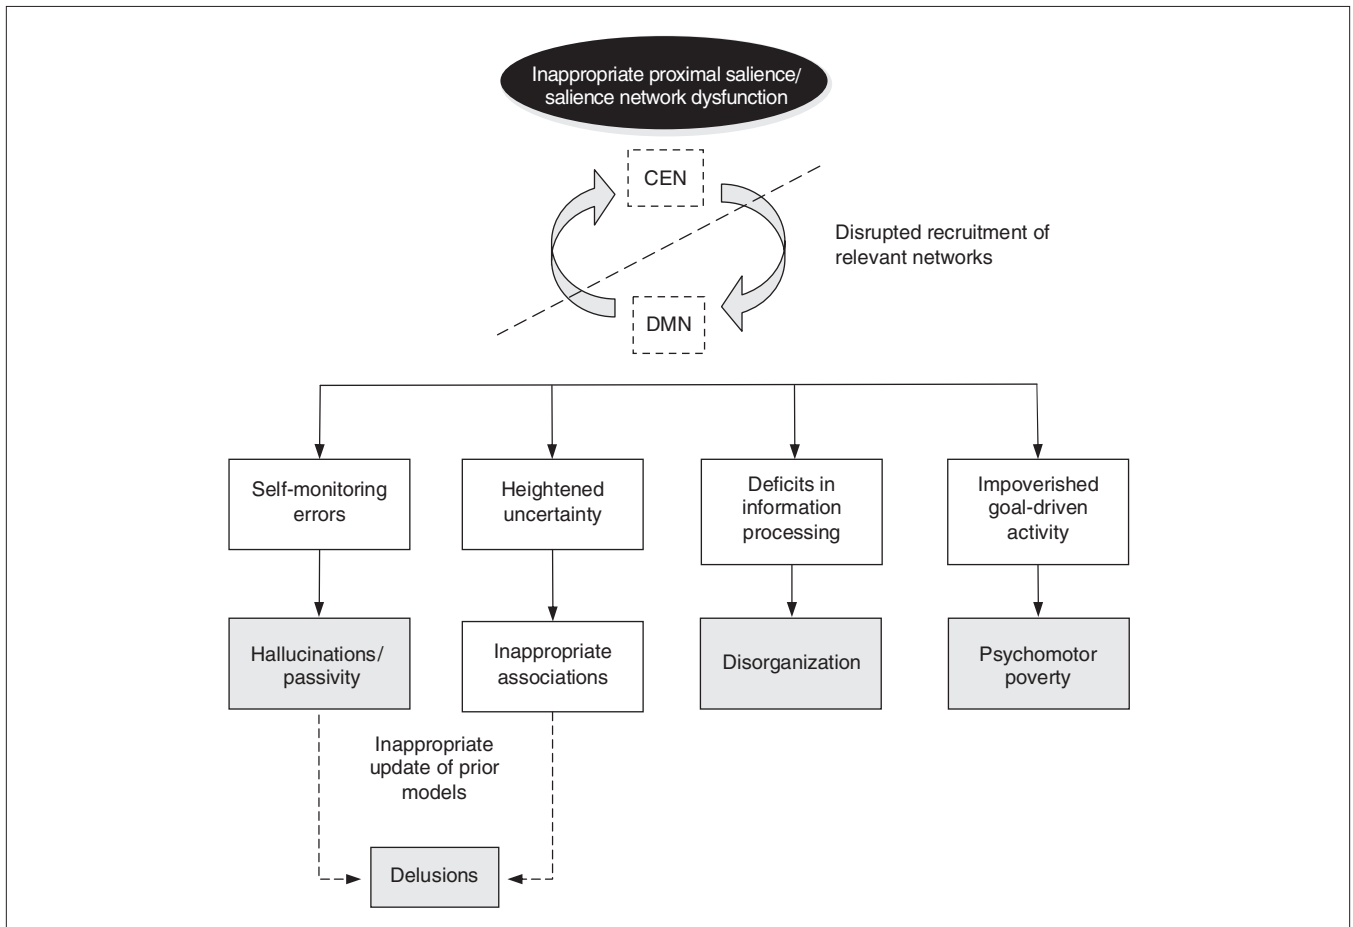 Inappropriate proximal salience/
salience network dysfunction
CEN
Disrupted recruitment of
relevant networks
DMN
Self-monitoring
errors
Heightened
uncertainty
Deficits in
information
processing
Impoverished
goal-driven
activity
Hallucinations/
passivity
Inappropriate
associations
Disorganization
Psychomotor
poverty
Inappropriate
update of prior
models
Delusions